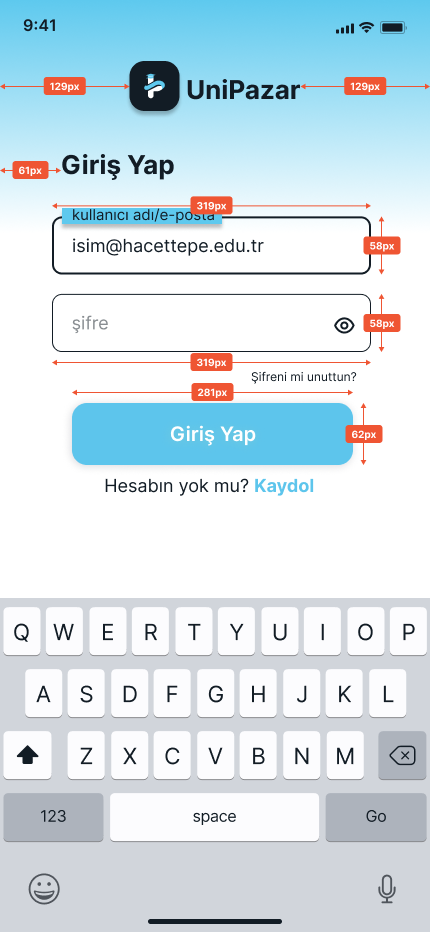 9:41
129px
UniPazar
129px
61px
Giriş Yap
319px
kullanıcı adı/e-posta
isim@hacettepe.edu.tr
58px
şifre
58px
319px
Şifreni mi unuttun?
281px
Giriş Yap
62px
Hesabın yok mu? Kaydol
Q W E R T Y U I O P
A S D F G H J K L
Z X C V B N M
123 space Go